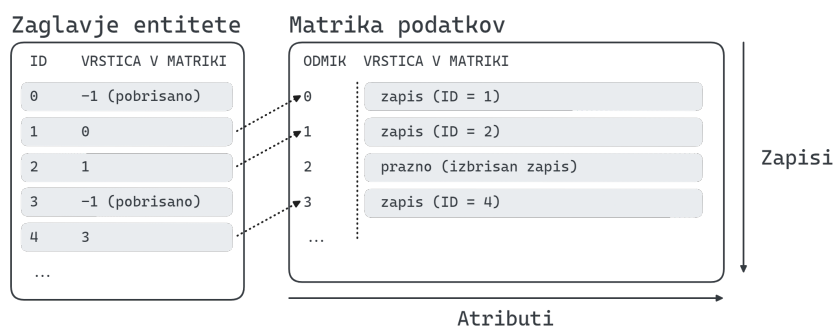 Zaglavje entitete
ID VRSTICA V MATRIKI
0 -1 (pobrisano)
1 0
2 1
3 -1 (pobrisano)
4 3
...
Matrika podatkov
ODMIK VRSTICA V MATRIKI
0 zapis (ID = 1)
1 zapis (ID = 2)
2 prazno (izbrisan zapis)
3 zapis (ID = 4)
...
Zapisi
Atributi